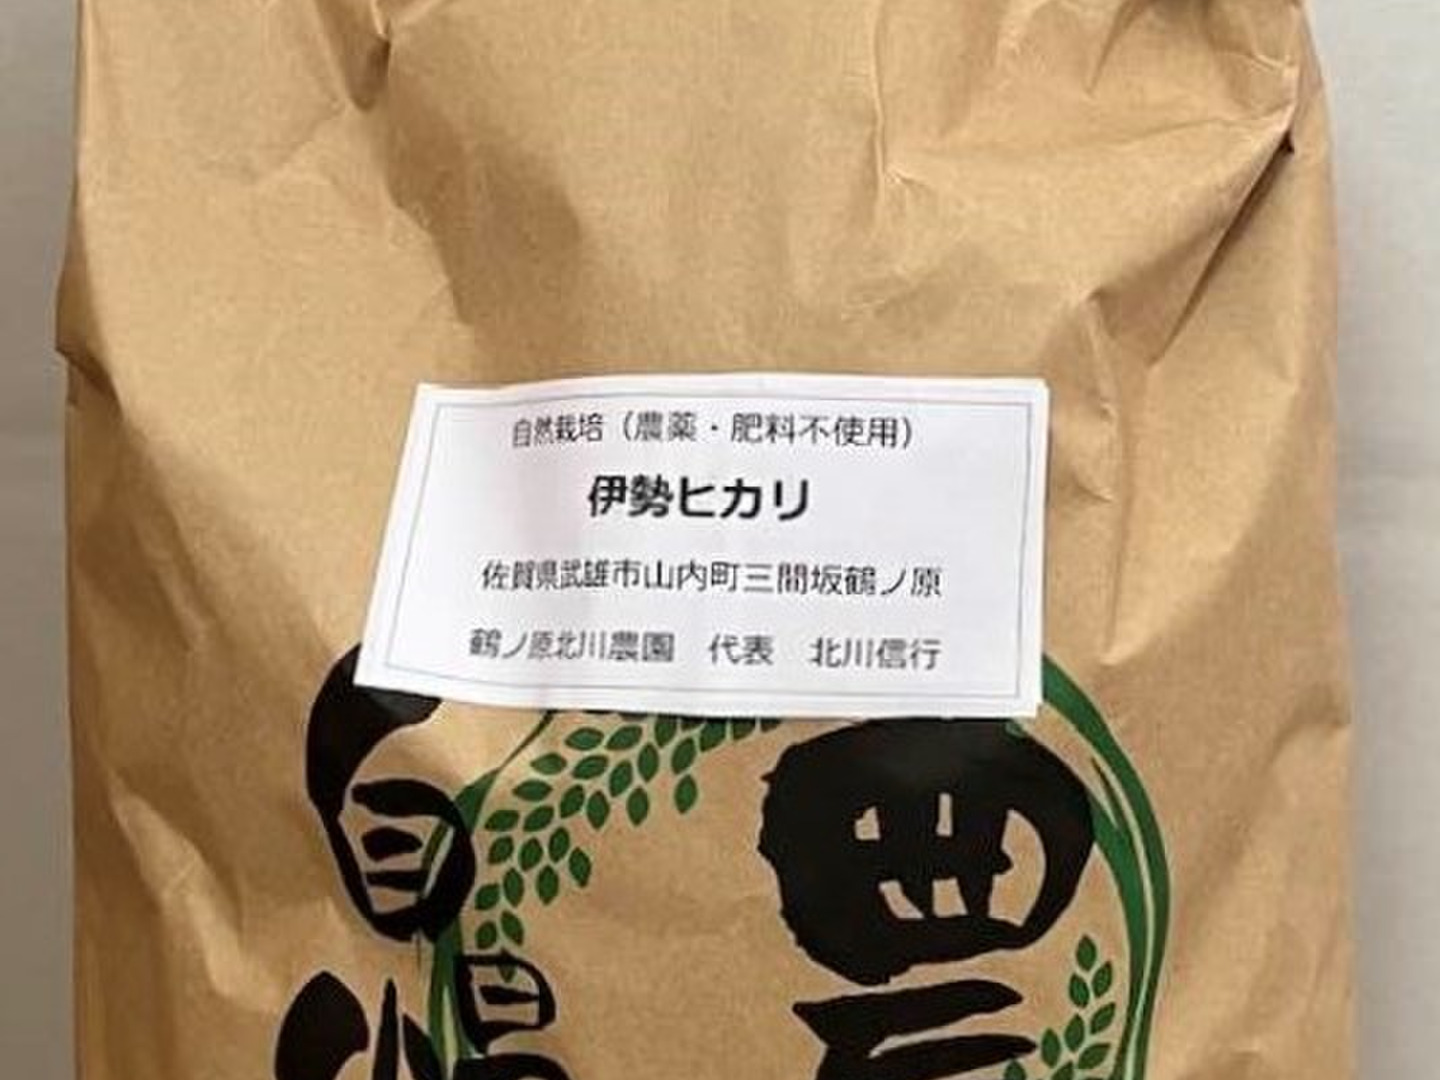 自然栽培（農薬・肥料不使用）
伊勢ヒカリ
佐賀県武雄市山内町三間坂鶴ノ原
鶴ノ原北川農園　代表　北川信行